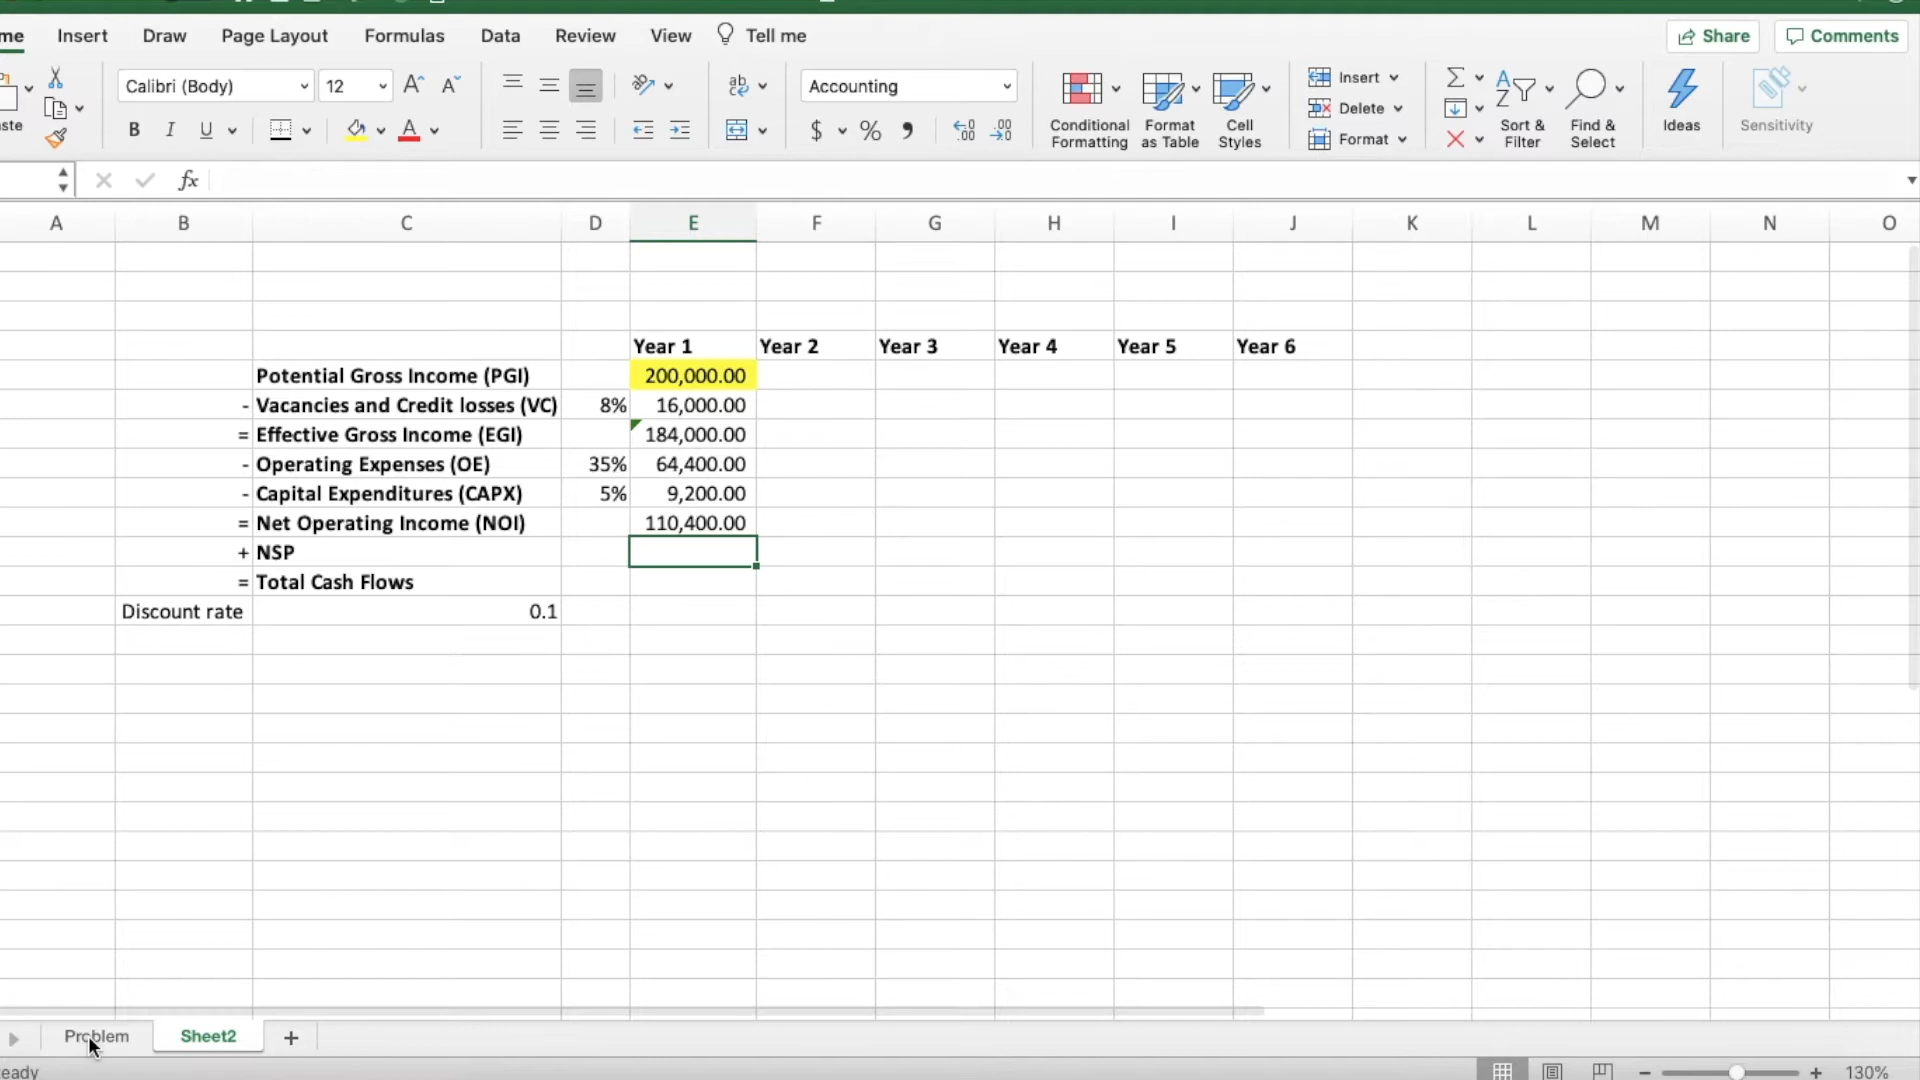 me Insert Draw Page Layout Formulas Data Review View Tell me Share Comments
Calibri (Body) 12 A^ A˅ ab Accounting Insert
Delete
Format
ste B I U A $ % Conditional Formatting Format as Table Cell Styles Sort & Filter Find & Select Ideas Sensitivity
fx
A B C D E F G H I J K L M N O
Year 1 Year 2 Year 3 Year 4 Year 5 Year 6
Potential Gross Income (PGI) 200,000.00
- Vacancies and Credit losses (VC) 8% 16,000.00
= Effective Gross Income (EGI) 184,000.00
- Operating Expenses (OE) 35% 64,400.00
- Capital Expenditures (CAPX) 5% 9,200.00
= Net Operating Income (NOI) 110,400.00
+ NSP
= Total Cash Flows
Discount rate 0.1
Problem Sheet2 +
eady 130%